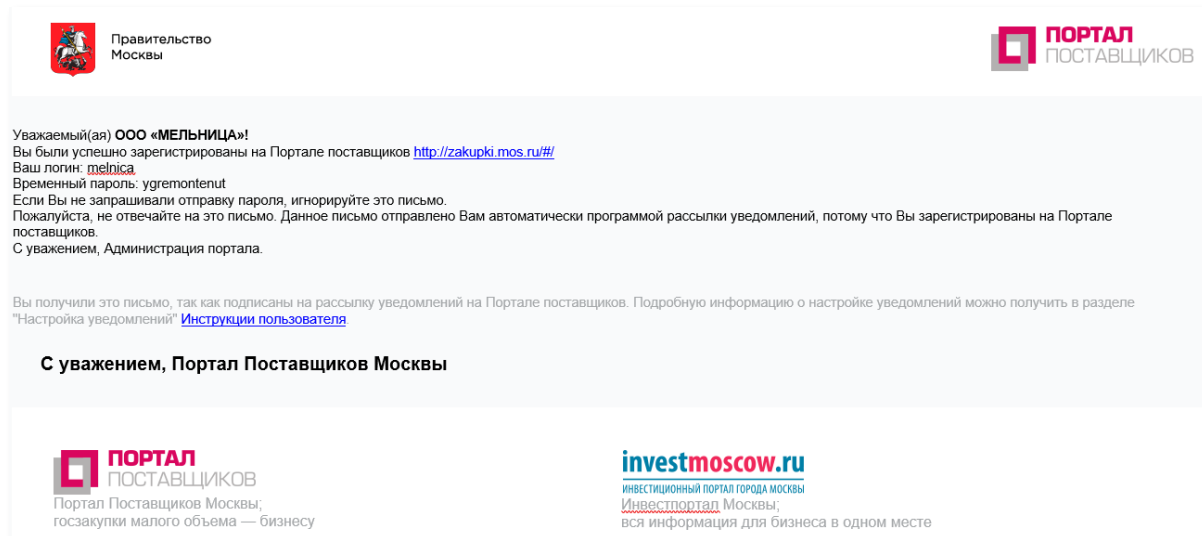 Правительство
Москвы
ПОРТАЛ
ПОСТАВЩИКОВ
Уважаемый(ая) ООО «МЕЛЬНИЦА»!
Вы были успешно зарегистрированы на Портале поставщиков http://zakupki.mos.ru/#/
Ваш логин: melnica
Временный пароль: ygremontenut
Если Вы не запрашивали отправку пароля, игнорируйте это письмо.
Пожалуйста, не отвечайте на это письмо. Данное письмо отправлено Вам автоматически программой рассылки уведомлений, потому что Вы зарегистрированы на Портале
поставщиков.
С уважением, Администрация портала.
Вы получили это письмо, так как подписаны на рассылку уведомлений на Портале поставщиков. Подробную информацию о настройке уведомлений можно получить в разделе
"Настройка уведомлений" Инструкции пользователя
С уважением, Портал Поставщиков Москвы
ПОРТАЛ
ПОСТАВЩИКОВ
Портал Поставщиков Москвы;
госзакупки малого объема — бизнесу
investmoscow.ru
ИНВЕСТИЦИОННЫЙ ПОРТАЛ ГОРОДА МОСКВЫ
Инвестпортал Москвы;
вся информация для бизнеса в одном месте